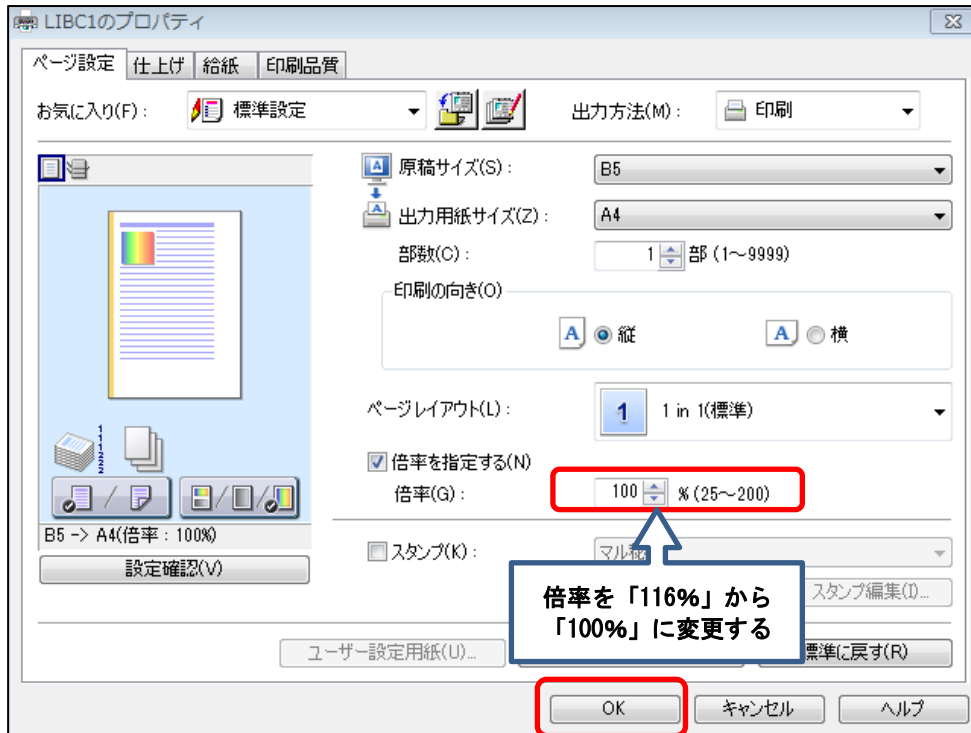 LIBC1のプロパティ
ページ設定 仕上げ 給紙 印刷品質
お気に入り(F): 標準設定 出力方法(M): 印刷
原稿サイズ(S): B5
出力用紙サイズ(Z): A4
部数(C): 1 部 (1～9999)
印刷の向き(O)
A 縦 A 横
ページレイアウト(L): 1 1 in 1(標準)
倍率を指定する(N)
倍率(G): 100 % (25～200)
B5 -> A4(倍率:100%)
設定確認(V)
スタンプ(K): マル秘
スタンプ編集(I)...
倍率を「116%」から
「100%」に変更する
ユーザー設定用紙(U)... 標準に戻す(R)
OK キャンセル ヘルプ